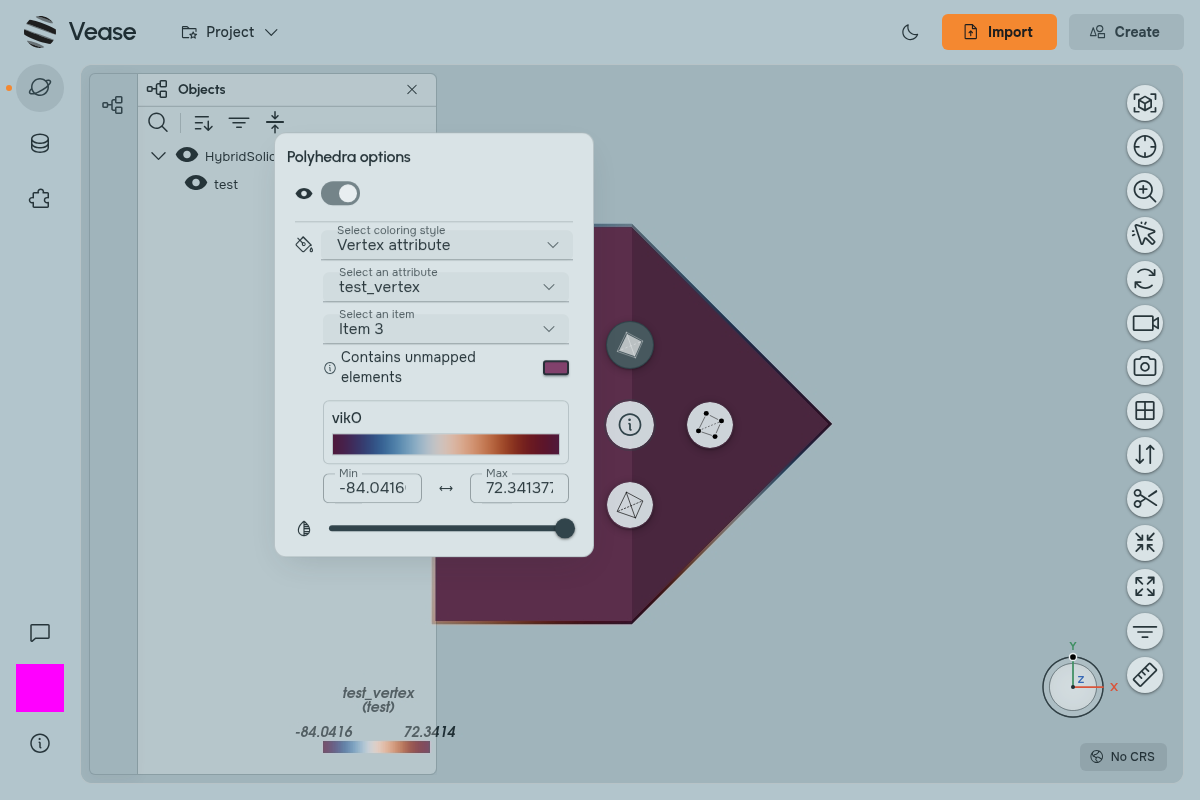 Vease
Project
Import
Create
Objects
HybridSolid
test
Polyhedra options
Select coloring style
Vertex attribute
Select an attribute
test_vertex
Select an item
Item 3
Contains unmapped
elements
vikO
Min
-84.0416
Max
72.341377
test_vertex
(test)
-84.0416 72.3414
Y
Z
X
No CRS